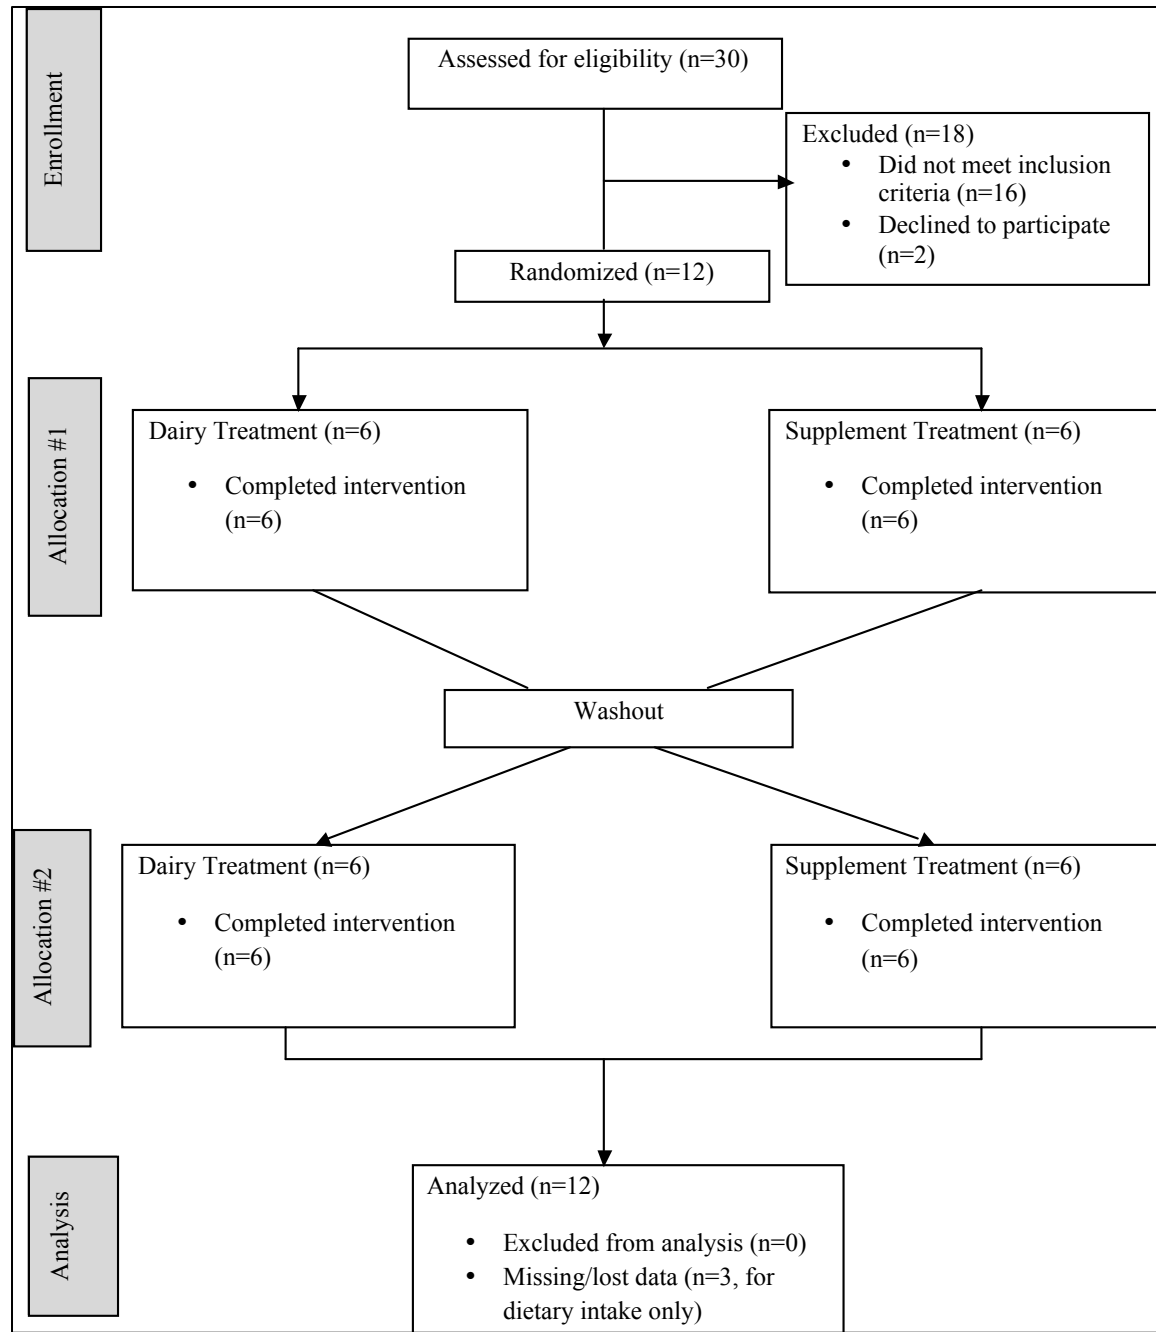 Enrollment
Assessed for eligibility (n=30)
Excluded (n=18)
• Did not meet inclusion
criteria (n=16)
• Declined to participate
(n=2)
Randomized (n=12)
Allocation #1
Dairy Treatment (n=6)
• Completed intervention
(n=6)
Supplement Treatment (n=6)
• Completed intervention
(n=6)
Washout
Allocation #2
Dairy Treatment (n=6)
• Completed intervention
(n=6)
Supplement Treatment (n=6)
• Completed intervention
(n=6)
Analysis
Analyzed (n=12)
• Excluded from analysis (n=0)
• Missing/lost data (n=3, for
dietary intake only)